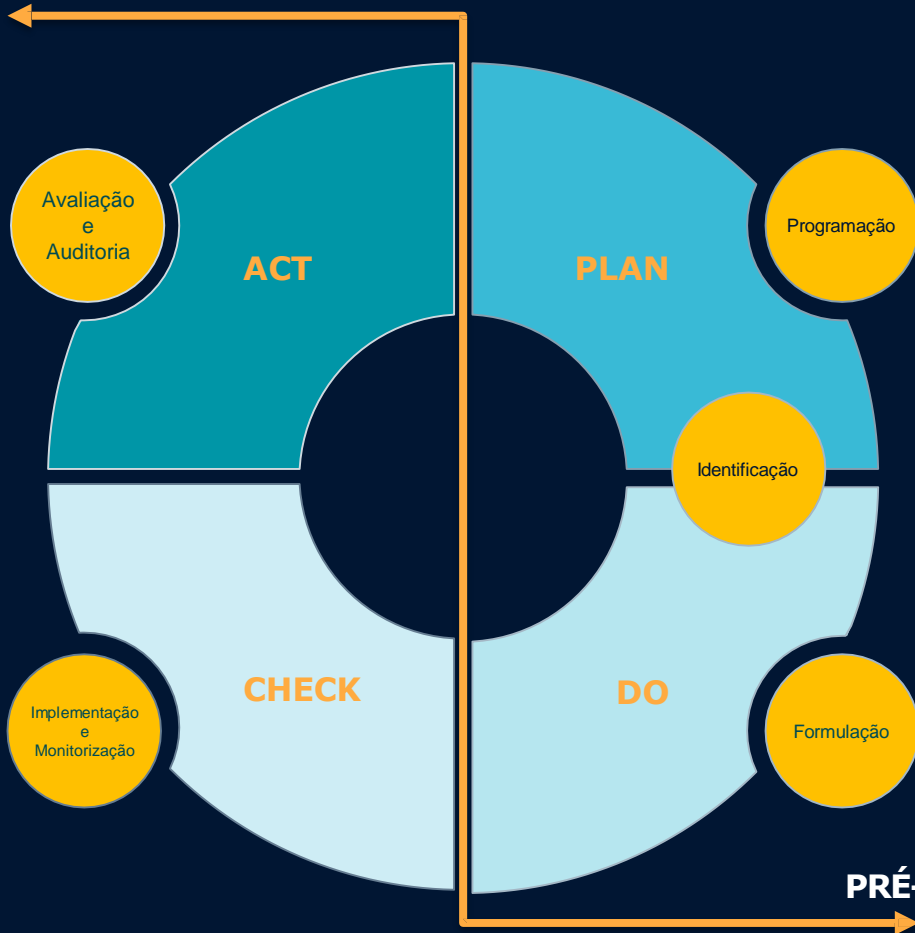 Avaliação
e
Auditoria
ACT
PLAN
Programação
Identificação
CHECK
DO
Implementação
e
Monitorização
Formulação
PRÉ-